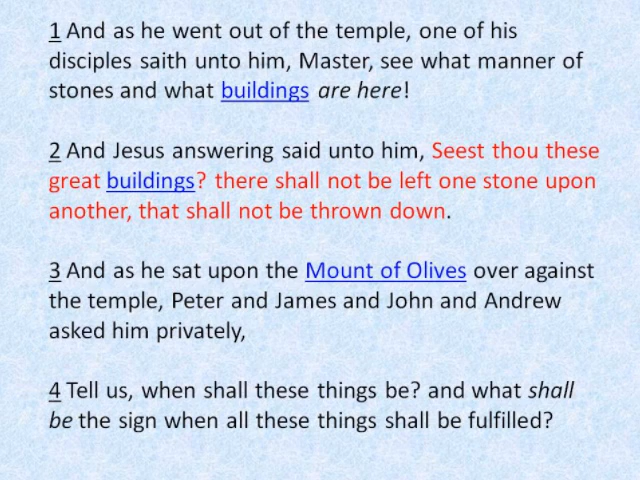 1 And as he went out of the temple, one of his
disciples saith unto him, Master, see what manner of
stones and what buildings are here!
2 And Jesus answering said unto him, Seest thou these
great buildings? there shall not be left one stone upon
another, that shall not be thrown down.
3 And as he sat upon the Mount of Olives over against
the temple, Peter and James and John and Andrew
asked him privately,
4 Tell us, when shall these things be? and what shall
be the sign when all these things shall be fulfilled?